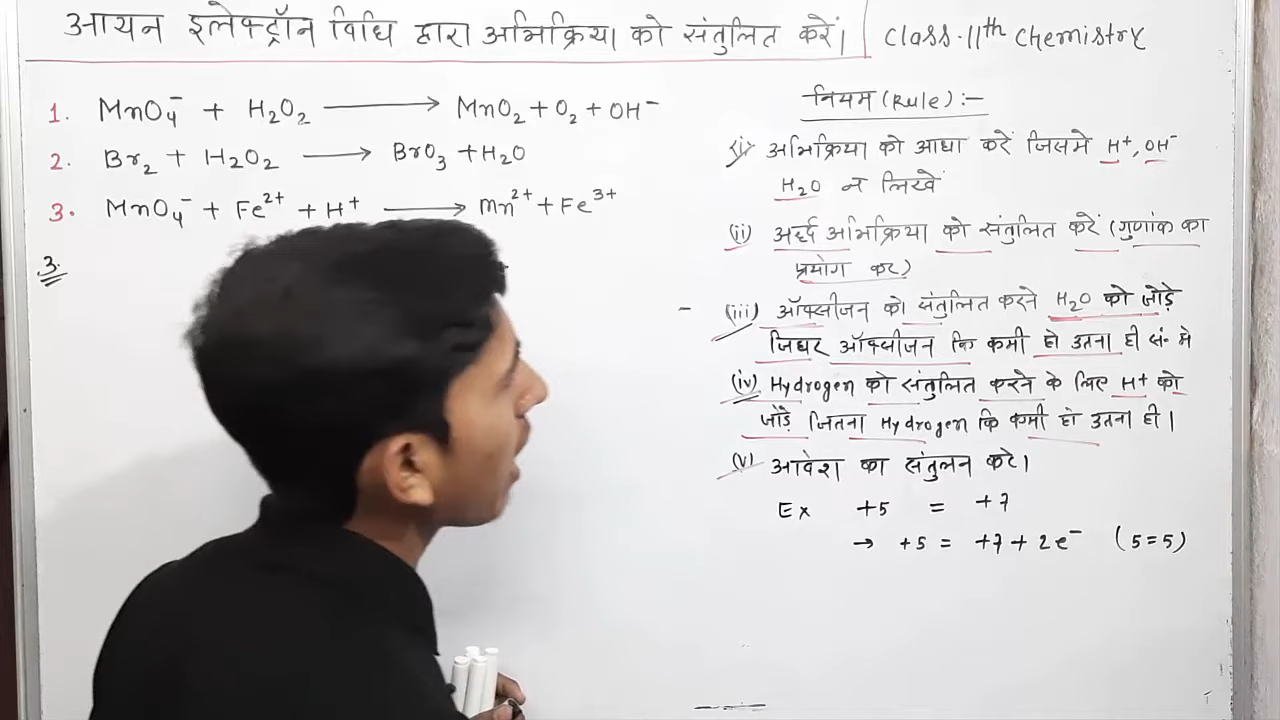 आयन इलेक्ट्रॉन विधि द्वारा अभिक्रिया को संतुलित करें। Class-11th Chemistry
1. MnO₄⁻ + H₂O₂ ⟶ MnO₂ + O₂ + OH⁻
2. Br₂ + H₂O₂ ⟶ BrO₃ + H₂O
3. MnO₄⁻ + Fe²⁺ + H⁺ ⟶ Mn²⁺ + Fe³⁺
3.
नियम (Rule) :-
(i) अभिक्रिया को आधा करें जिसमे H⁺, OH⁻
H₂O न लिखें
(ii) अर्द्ध अभिक्रिया को संतुलित करें (गुणांक का
प्रयोग कर)
- (iii) ऑक्सीजन को संतुलित करने H₂O को जोड़े
जिधर ऑक्सीजन कि कमी हो उतना ही सं- मे
(iv) Hydrogen को संतुलित करने के लिए H⁺ को
जोड़े जितना Hydrogen कि कमी हो उतना ही।
(v) आवेश का संतुलन करे।
Ex +5 = +7
→ +5 = +7 + 2e⁻ (5=5)